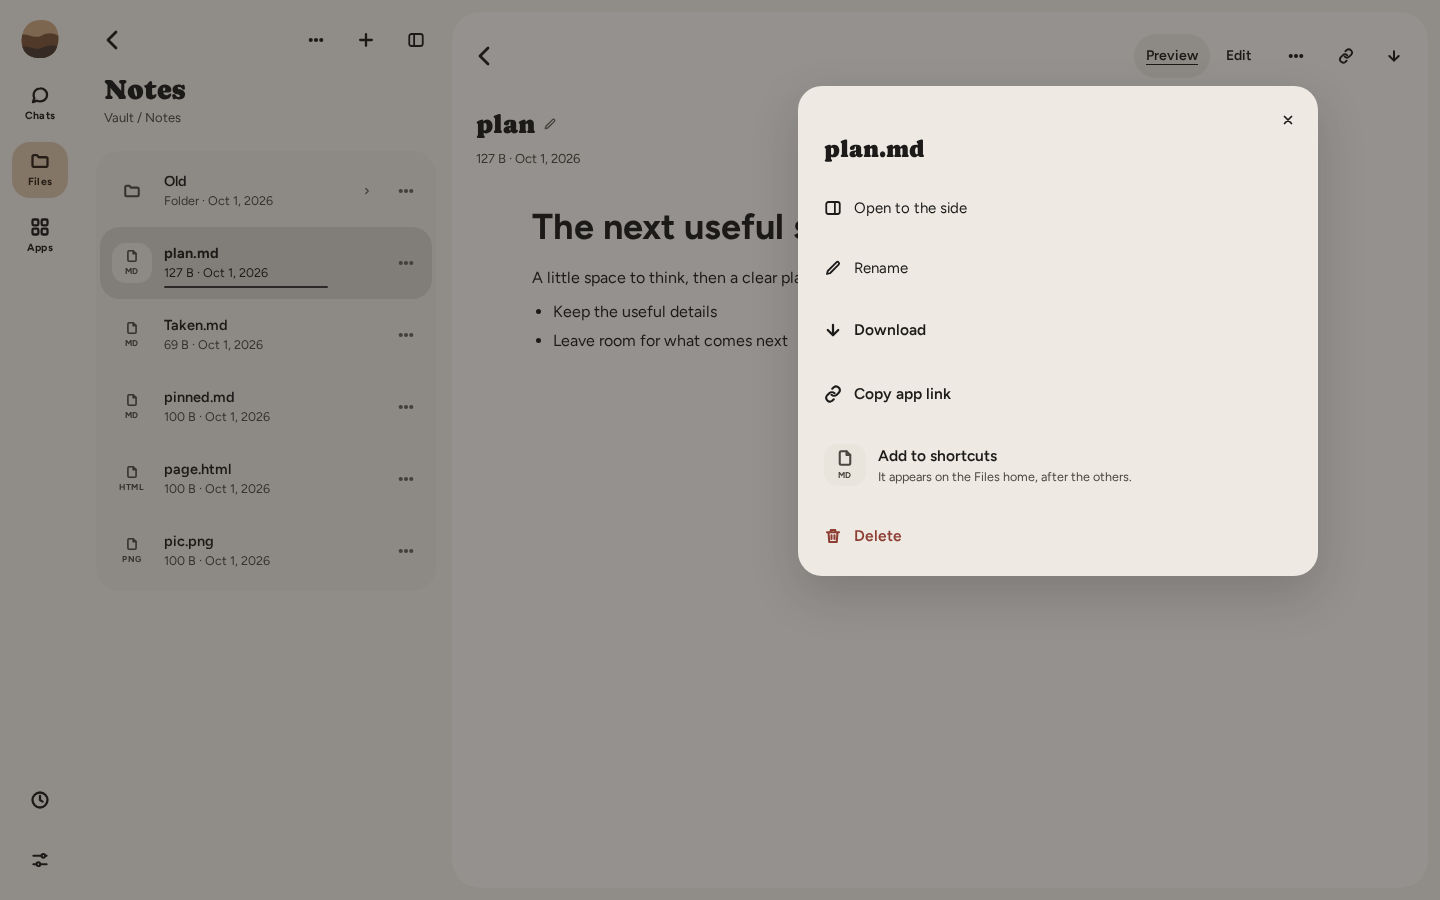 Chats
Files
Apps
Notes
Vault / Notes
Old
Folder · Oct 1, 2026
MD
plan.md
127 B · Oct 1, 2026
MD
Taken.md
69 B · Oct 1, 2026
MD
pinned.md
100 B · Oct 1, 2026
HTML
page.html
100 B · Oct 1, 2026
PNG
pic.png
100 B · Oct 1, 2026
Preview
Edit
plan
127 B · Oct 1, 2026
The next useful
A little space to think, then a clear
Keep the useful details
Leave room for what comes next
plan.md
Open to the side
Rename
Download
Copy app link
MD
Add to shortcuts
It appears on the Files home, after the others.
Delete